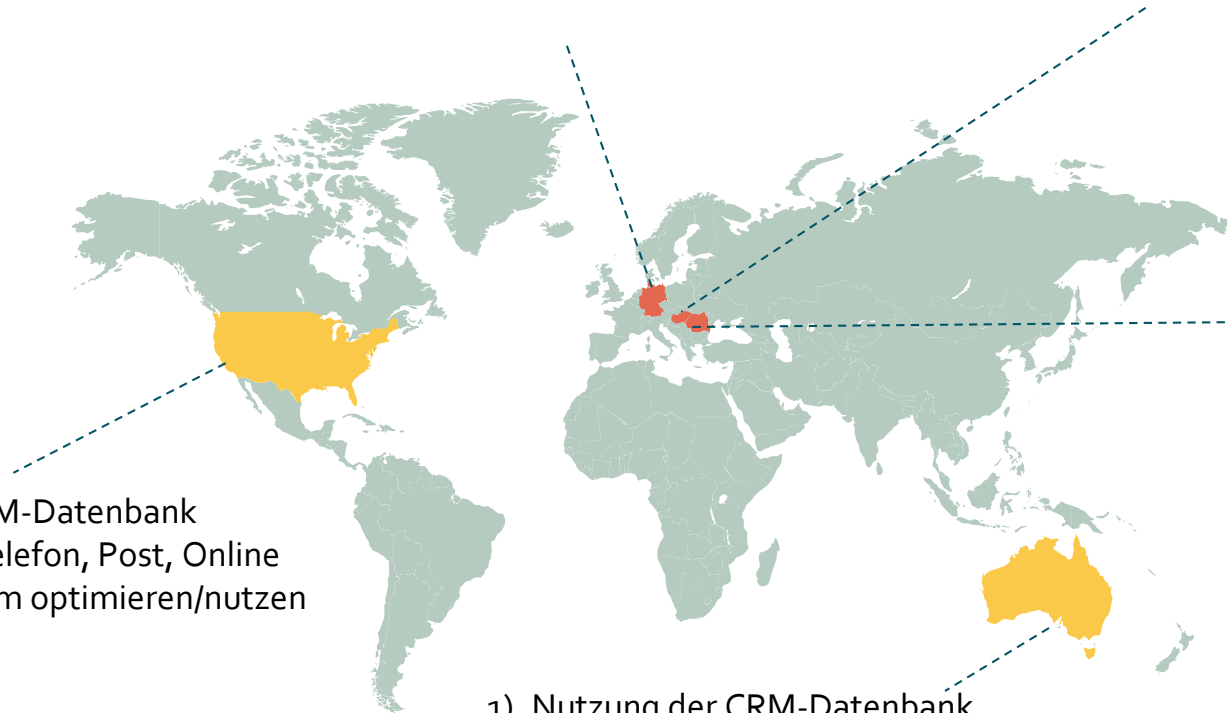 M-Datenbank
elefon, Post, Online
m optimieren/nutzen
1) Nutzung der CRM-Datenbank